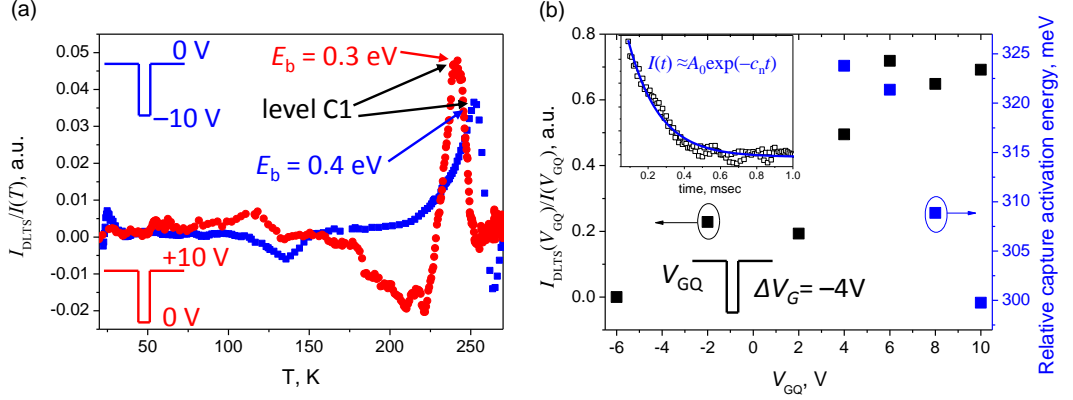 (a)
0.05
0.04
0.03
0.02
0.01
0.00
-0.01
-0.02
I_DLTS/I(T), a.u.
0 V
−10 V
E_b = 0.3 eV
level C1
E_b = 0.4 eV
+10 V
0 V
50 100 150 200 250
T, K
(b)
0.8
0.6
0.4
0.2
0.0
I_DLTS(V_GQ)/I(V_GQ), a.u.
I(t) ≈A_0exp(−c_nt)
0.2 0.4 0.6 0.8 1.0
time, msec
V_GQ
ΔV_G= −4V
-6 -4 -2 0 2 4 6 8 10
V_GQ, V
325
320
315
310
305
300
Relative capture activation energy, meV